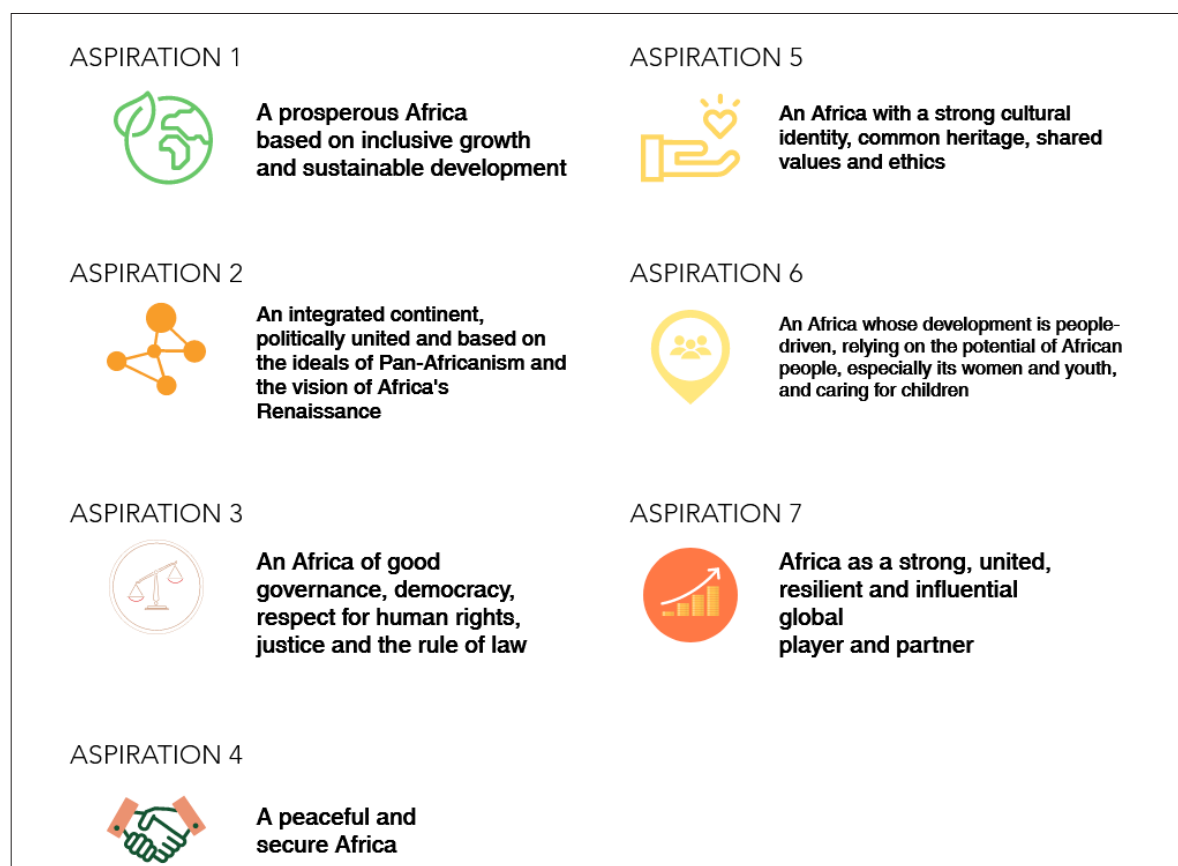 ASPIRATION 1
A prosperous Africa
based on inclusive growth
and sustainable development
ASPIRATION 2
An integrated continent,
politically united and based on
the ideals of Pan-Africanism and
the vision of Africa's
Renaissance
ASPIRATION 3
An Africa of good
governance, democracy,
respect for human rights,
justice and the rule of law
ASPIRATION 4
A peaceful and
secure Africa
ASPIRATION 5
An Africa with a strong cultural
identity, common heritage, shared
values and ethics
ASPIRATION 6
An Africa whose development is people-
driven, relying on the potential of African
people, especially its women and youth,
and caring for children
ASPIRATION 7
Africa as a strong, united,
resilient and influential
global
player and partner